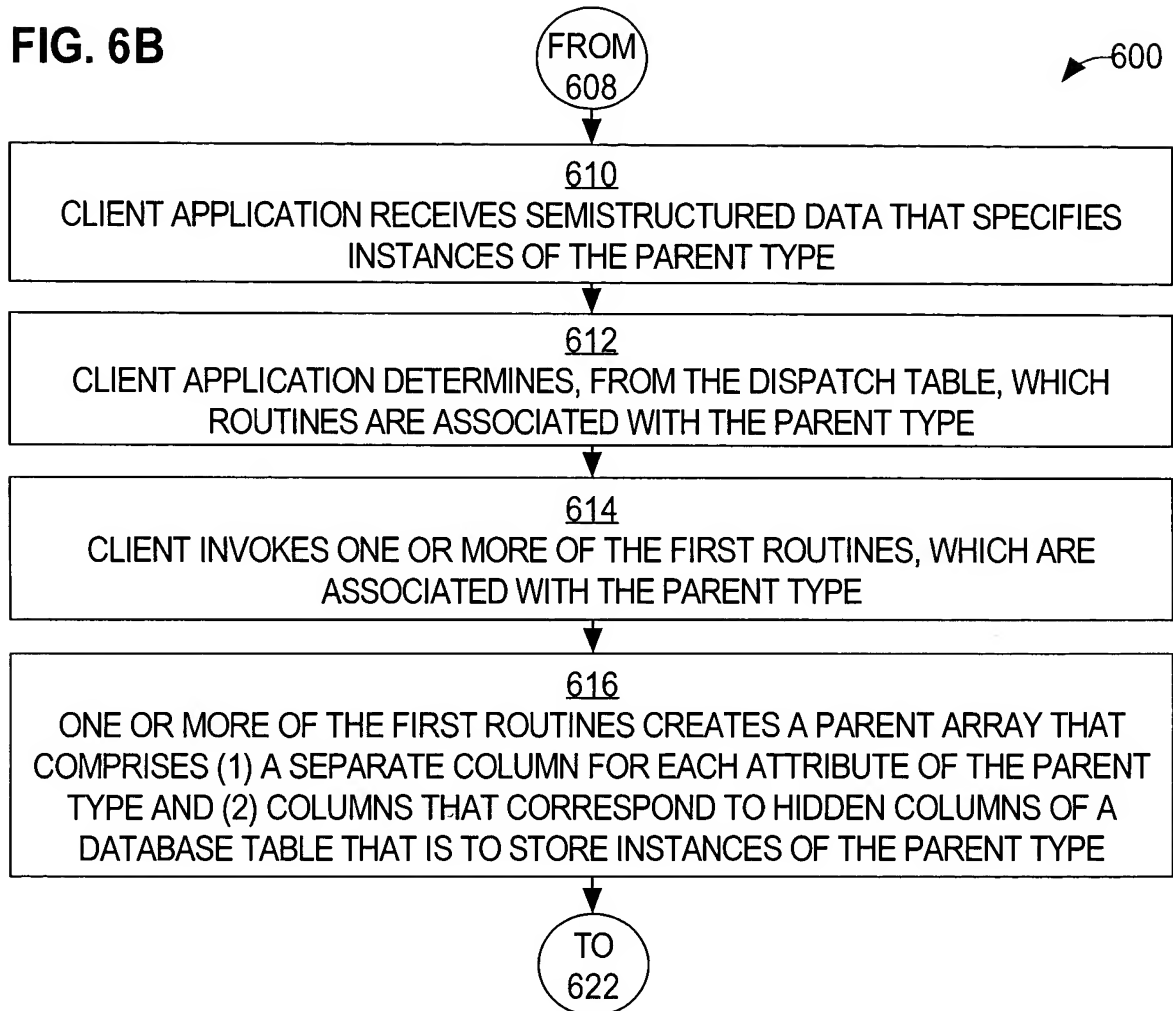 FIG. 6B
FROM
608
600
610
CLIENT APPLICATION RECEIVES SEMISTRUCTURED DATA THAT SPECIFIES
INSTANCES OF THE PARENT TYPE
612
CLIENT APPLICATION DETERMINES, FROM THE DISPATCH TABLE, WHICH
ROUTINES ARE ASSOCIATED WITH THE PARENT TYPE
614
CLIENT INVOKES ONE OR MORE OF THE FIRST ROUTINES, WHICH ARE
ASSOCIATED WITH THE PARENT TYPE
616
ONE OR MORE OF THE FIRST ROUTINES CREATES A PARENT ARRAY THAT
COMPRISES (1) A SEPARATE COLUMN FOR EACH ATTRIBUTE OF THE PARENT
TYPE AND (2) COLUMNS THAT CORRESPOND TO HIDDEN COLUMNS OF A
DATABASE TABLE THAT IS TO STORE INSTANCES OF THE PARENT TYPE
TO
622